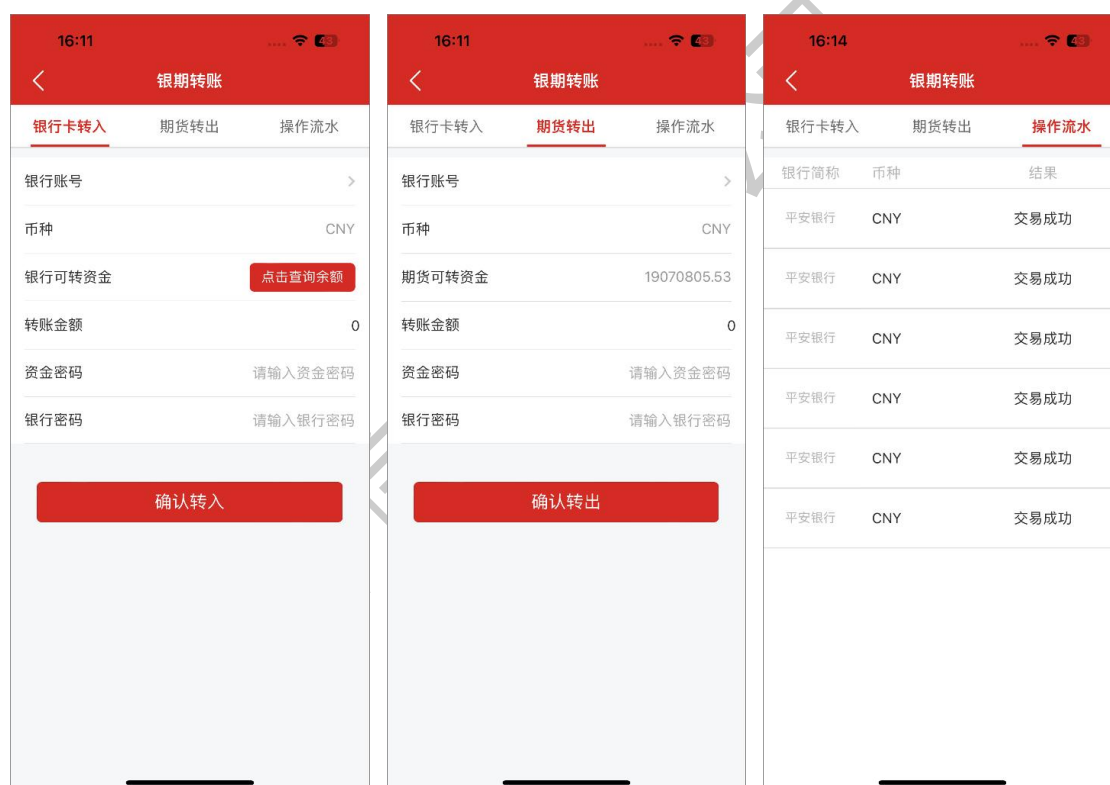 16:11
43
银期转账
银行卡转入 期货转出 操作流水
银行账号
币种 CNY
银行可转资金 点击查询余额
转账金额 0
资金密码 请输入资金密码
银行密码 请输入银行密码
确认转入
16:11
43
银期转账
银行卡转入 期货转出 操作流水
银行账号
币种 CNY
期货可转资金 19070805.53
转账金额 0
资金密码 请输入资金密码
银行密码 请输入银行密码
确认转出
16:14
43
银期转账
银行卡转入 期货转出 操作流水
银行简称 币种 结果
平安银行 CNY 交易成功
平安银行 CNY 交易成功
平安银行 CNY 交易成功
平安银行 CNY 交易成功
平安银行 CNY 交易成功
平安银行 CNY 交易成功